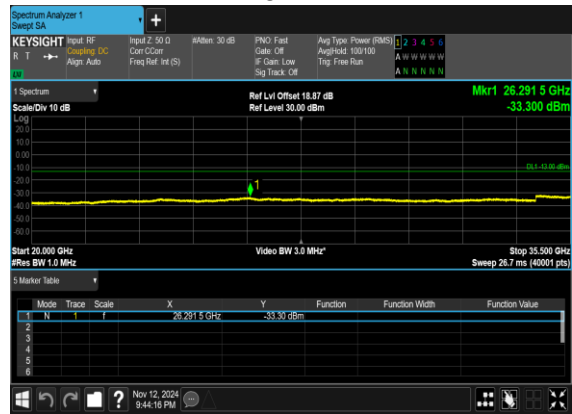 Spectrum Analyzer 1
Swept SA
+
KEYSIGHT Input: RF Input Z: 50 Ω #Atten: 30 dB PNO: Fast Avg Type: Power (RMS) 1 2 3 4 5 6
R T Coupling: DC Corr CCorr Gate: Off Avg|Hold: 100/100 A W W W W W
Align: Auto Freq Ref: Int (S) IF Gain: Low Trig: Free Run
LW Sig Track: Off A N N N N N
1 Spectrum Ref Lvl Offset 18.87 dB Mkr1 26.291 5 GHz
Scale/Div 10 dB Ref Level 30.00 dBm -33.300 dBm
Log
20.0
10.0
0.00
-10.0 DL1 -13.00 dBm
-20.0
-30.0 1
-40.0
-50.0
-60.0
Start 20.000 GHz Video BW 3.0 MHz* Stop 35.500 GHz
#Res BW 1.0 MHz Sweep 26.7 ms (40001 pts)
5 Marker Table
Mode Trace Scale X Y Function Function Width Function Value
1 N 1 f 26.291 5 GHz -33.30 dBm
2
3
4
5
6
? Nov 12, 2024
9:44:16 PM